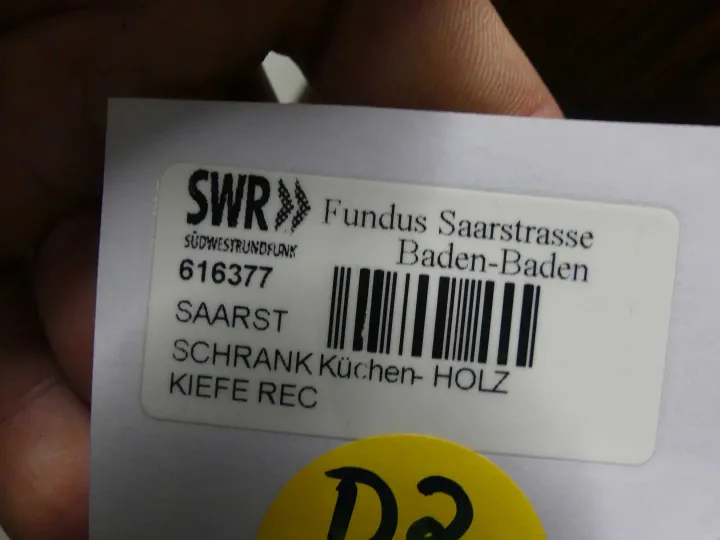 SWR
SÜDWESTRUNDFUNK
Fundus Saarstrasse
Baden-Baden
616377
SAARST
SCHRANK Küchen- HOLZ
KIEFE REC
D2